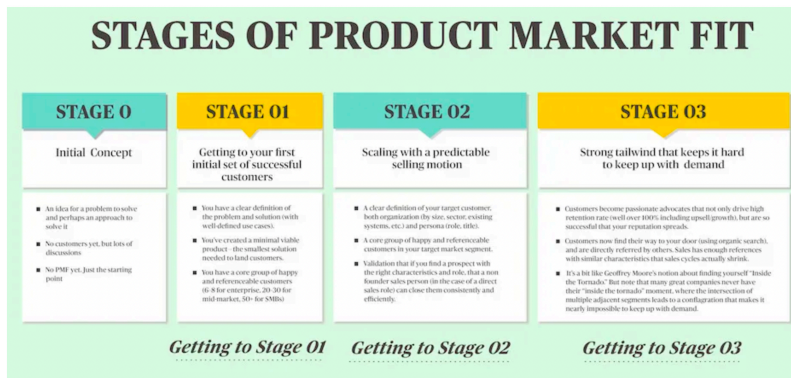 STAGES OF PRODUCT MARKET FIT
STAGE 0
Initial Concept
■ An idea for a problem to solve
and perhaps an approach to
solve it
■ No customers yet, but lots of
discussions
■ No PMF yet. Just the starting
point
STAGE 01
Getting to your first
initial set of successful
customers
■ You have a clear definition of
the problem and solution (with
well-defined use cases).
■ You've created a minimal viable
product - the smallest solution
needed to land customers.
■ You have a core group of happy
and referenceable customers
(6-8 for enterprise, 20-30 for
mid-market, 50+ for SMBs)
Getting to Stage 01
STAGE 02
Scaling with a predictable
selling motion
■ A clear definition of your target customer,
both organization (by size, sector, existing
systems, etc.) and persona (role, title).
■ A core group of happy and referenceable
customers in your target market segment.
■ Validation that if you find a prospect with
the right characteristics and role, that a non
founder sales person (in the case of a direct
sales role) can close them consistently and
efficiently.
Getting to Stage 02
STAGE 03
Strong tailwind that keeps it hard
to keep up with demand
■ Customers become passionate advocates that not only drive high
retention rate (well over 100% including upsell growth), but are so
successful that your reputation spreads.
■ Customers now find their way to your door (using organic search),
and are directly referred by others. Sales has enough references
with similar characteristics that sales cycles actually shrink.
■ It's a bit like Geoffrey Moore's notion about finding yourself "Inside
the Tornado." But note that many great companies never have
their "inside the tornado" moment, where the intersection of
multiple adjacent segments leads to a conflagration that makes it
nearly impossible to keep up with demand.
Getting to Stage 03